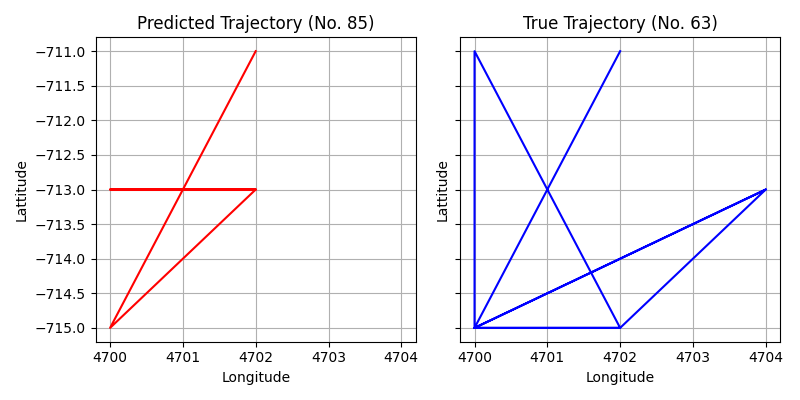 Predicted Trajectory (No. 85)
True Trajectory (No. 63)
−711.0
−711.5
−712.0
−712.5
−713.0
−713.5
−714.0
−714.5
−715.0
Lattitude
Lattitude
4700 4701 4702 4703 4704
4700 4701 4702 4703 4704
Longitude
Longitude